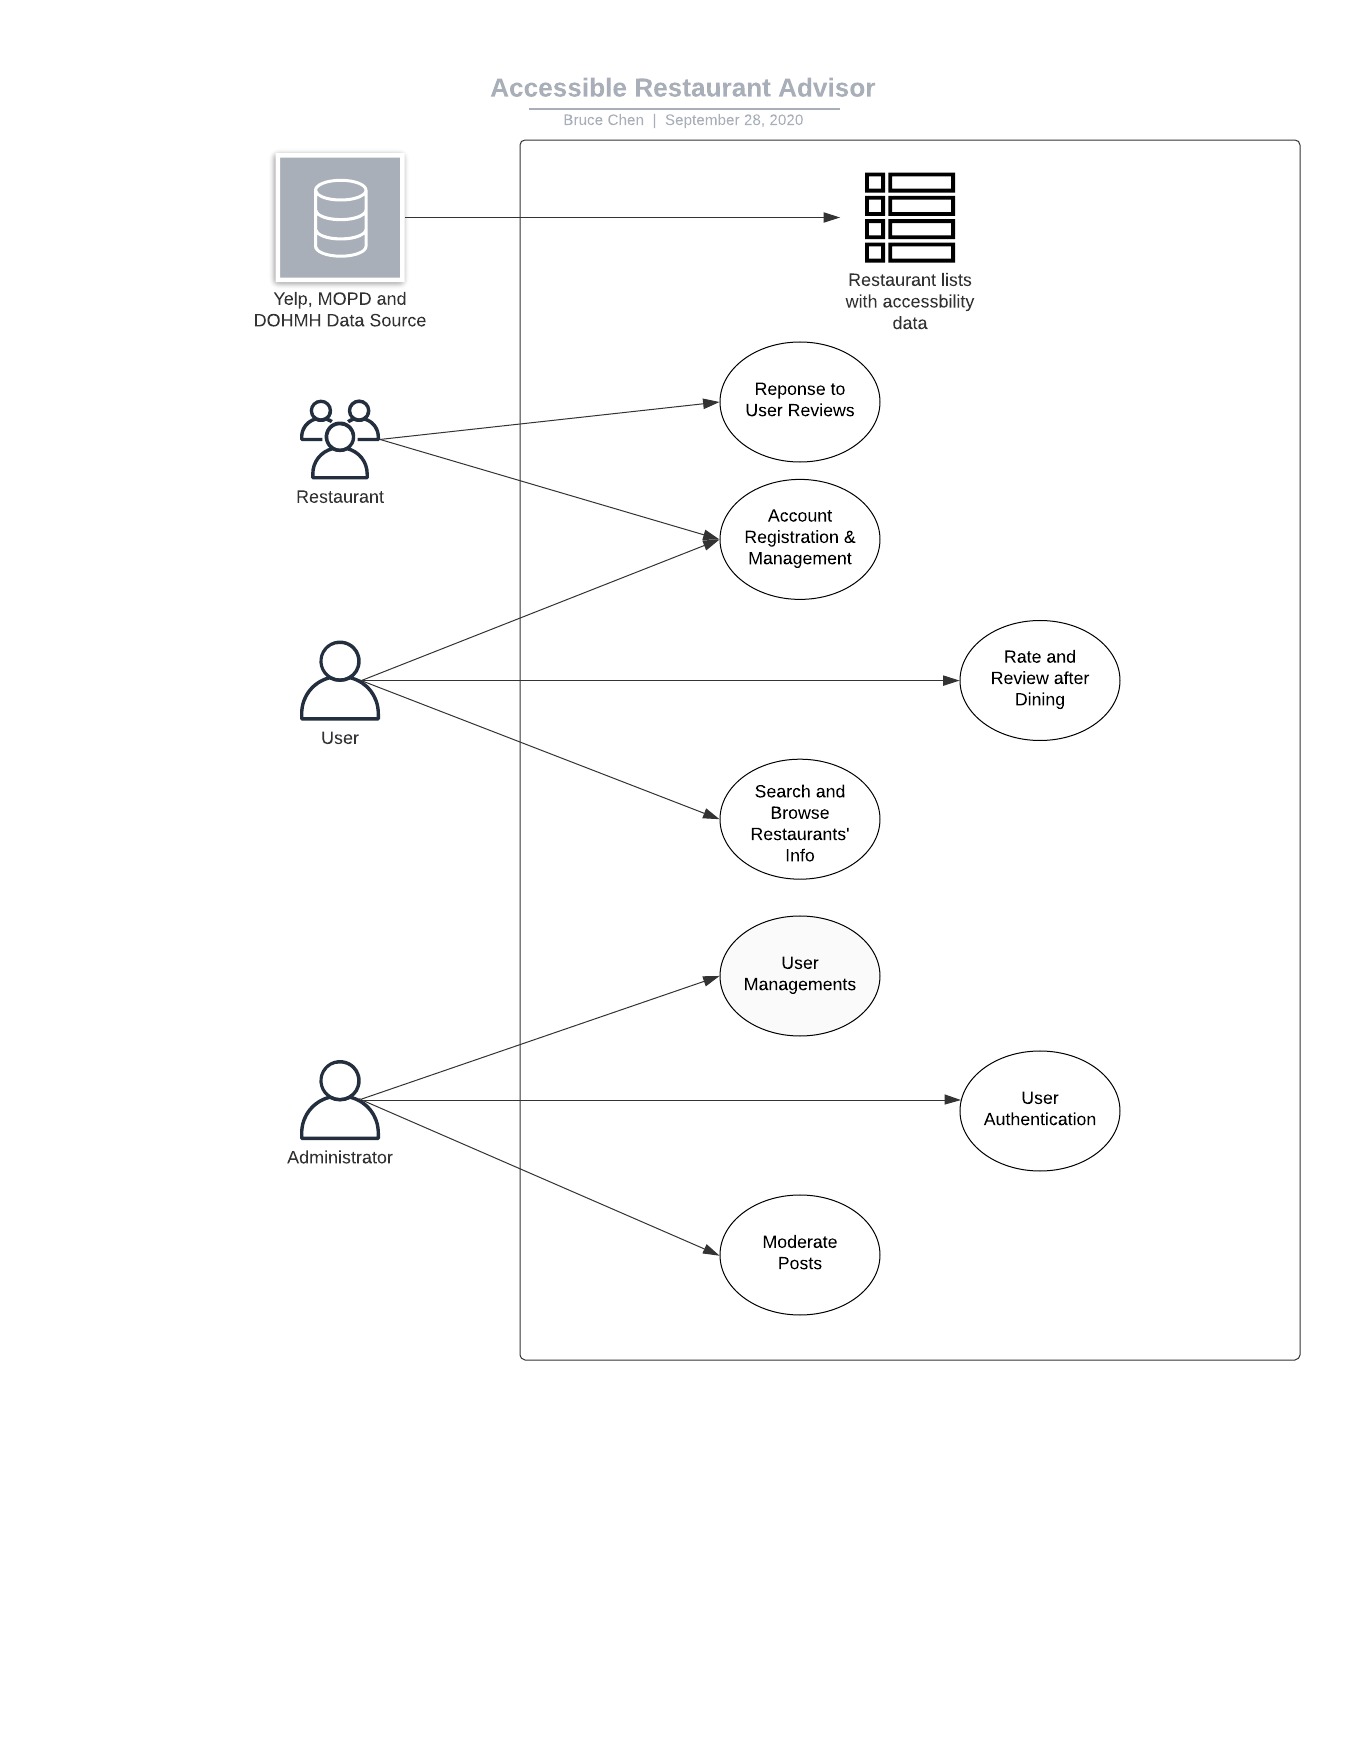 Accessible Restaurant Advisor
Bruce Chen | September 28, 2020
Yelp, MOPD and
DOHMH Data Source
Restaurant lists
with accessbility
data
Reponse to
User Reviews
Restaurant
Account
Registration &
Management
Rate and
Review after
Dining
User
Search and
Browse
Restaurants'
Info
User
Managements
User
Authentication
Administrator
Moderate
Posts